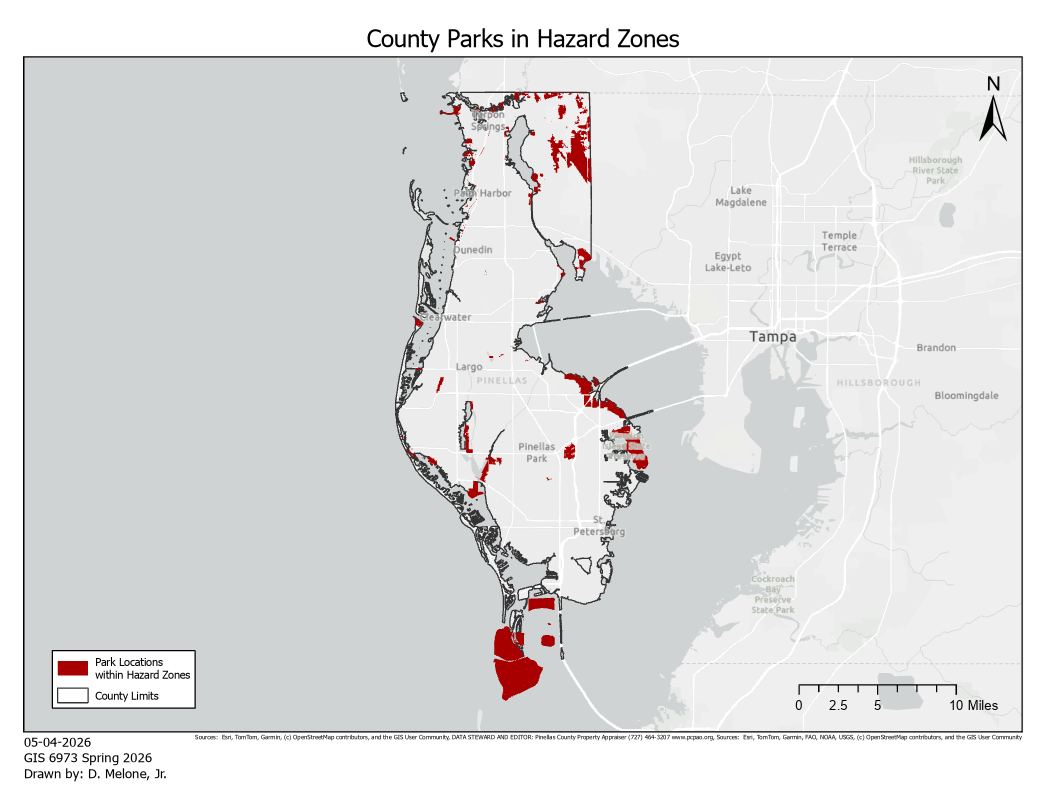 County Parks in Hazard Zones
N
Tarpon
Springs
Hillsborough
River State
Park
Palm Harbor
Lake
Magdalene
Temple
Terrace
Dunedin
Egypt
Lake-Leto
Clearwater
Tampa
Brandon
Largo
PINELLAS
HILLSBOROUGH
Bloomingdale
Pinellas
Park
St.
Petersburg
Cockroach
Bay
Preserve
State Park
Park Locations
within Hazard Zones
County Limits
0 2.5 5 10 Miles
Sources: Esri, TomTom, Garmin, (c) OpenStreetMap contributors, and the GIS User Community, DATA STEWARD AND EDITOR: Pinellas County Property Appraiser (727) 464-3207 www.pcpao.org, Sources: Esri, TomTom, Garmin, FAO, NOAA, USGS, (c) OpenStreetMap contributors, and the GIS User Community
05-04-2026
GIS 6973 Spring 2026
Drawn by: D. Melone, Jr.